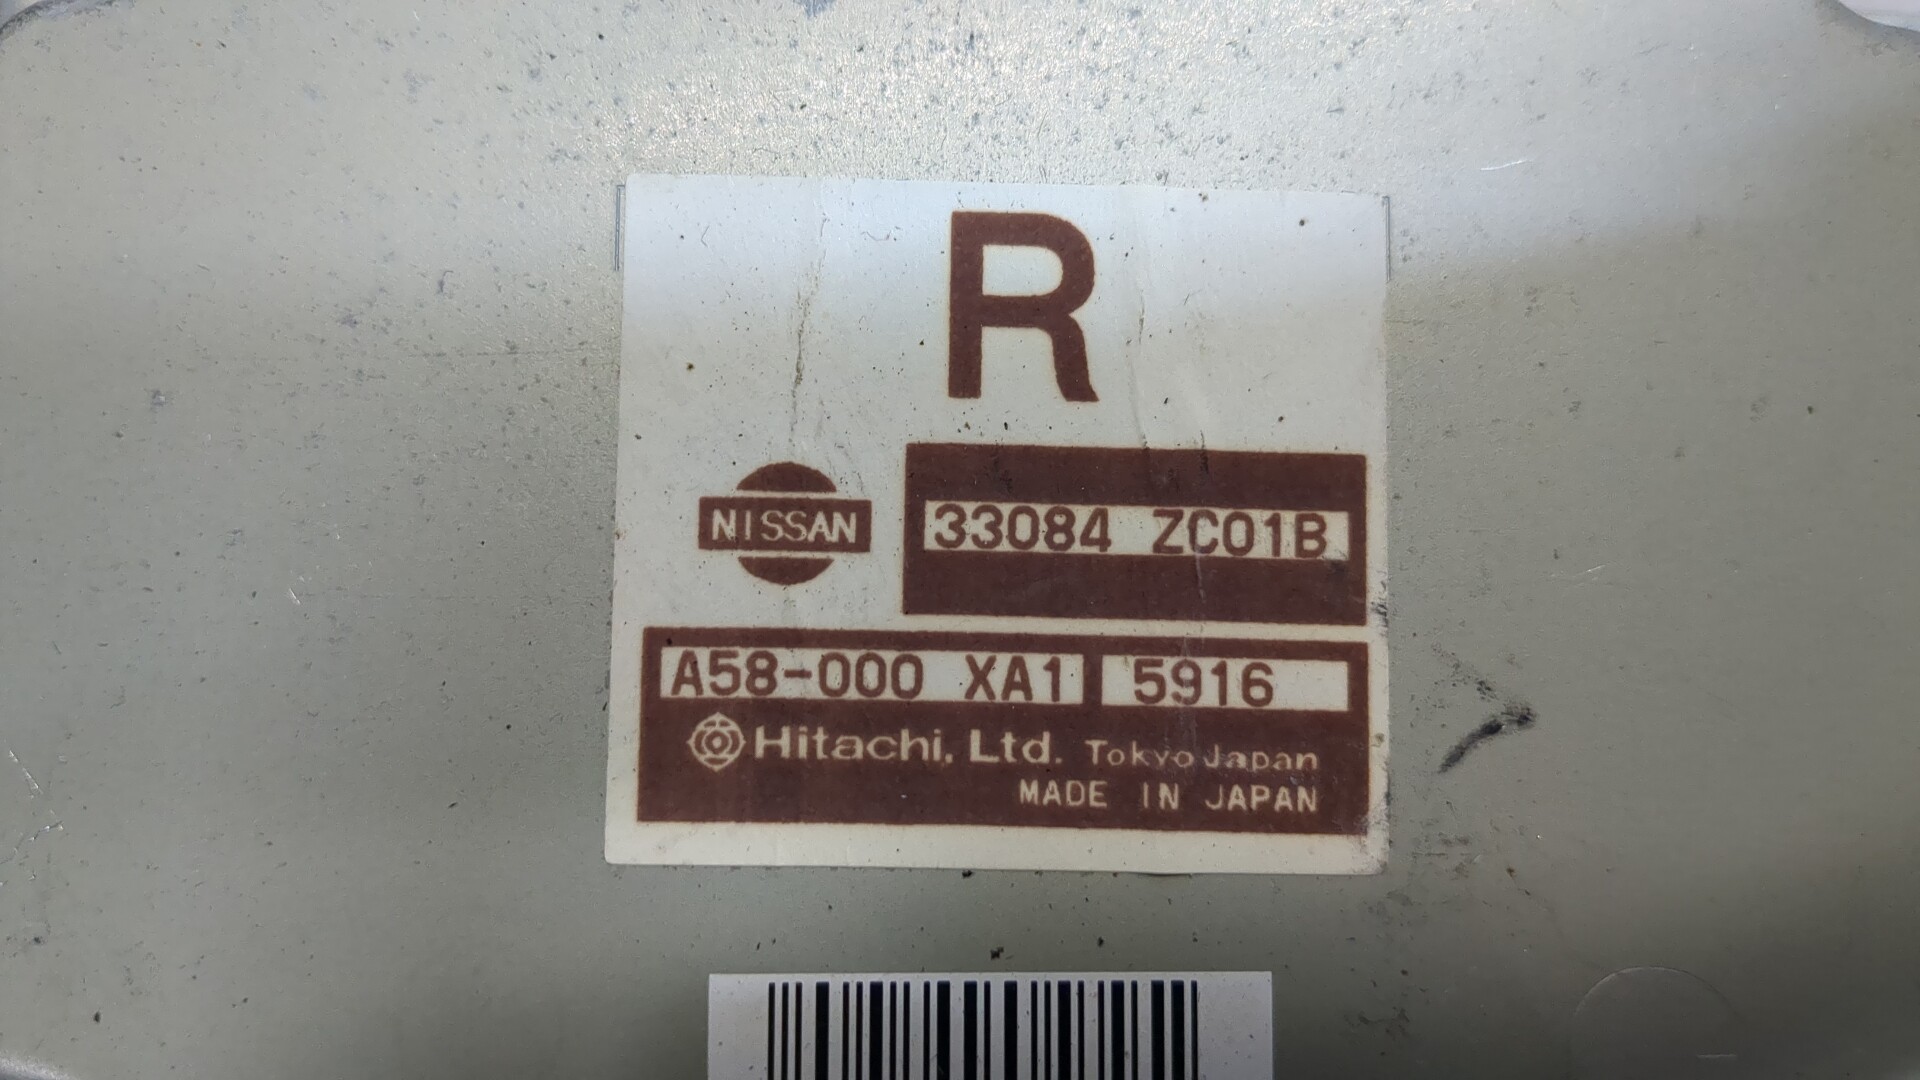 R
NISSAN
33084 ZC01B
A58-000 XA1 5916
Hitachi, Ltd. Tokyo Japan
MADE IN JAPAN